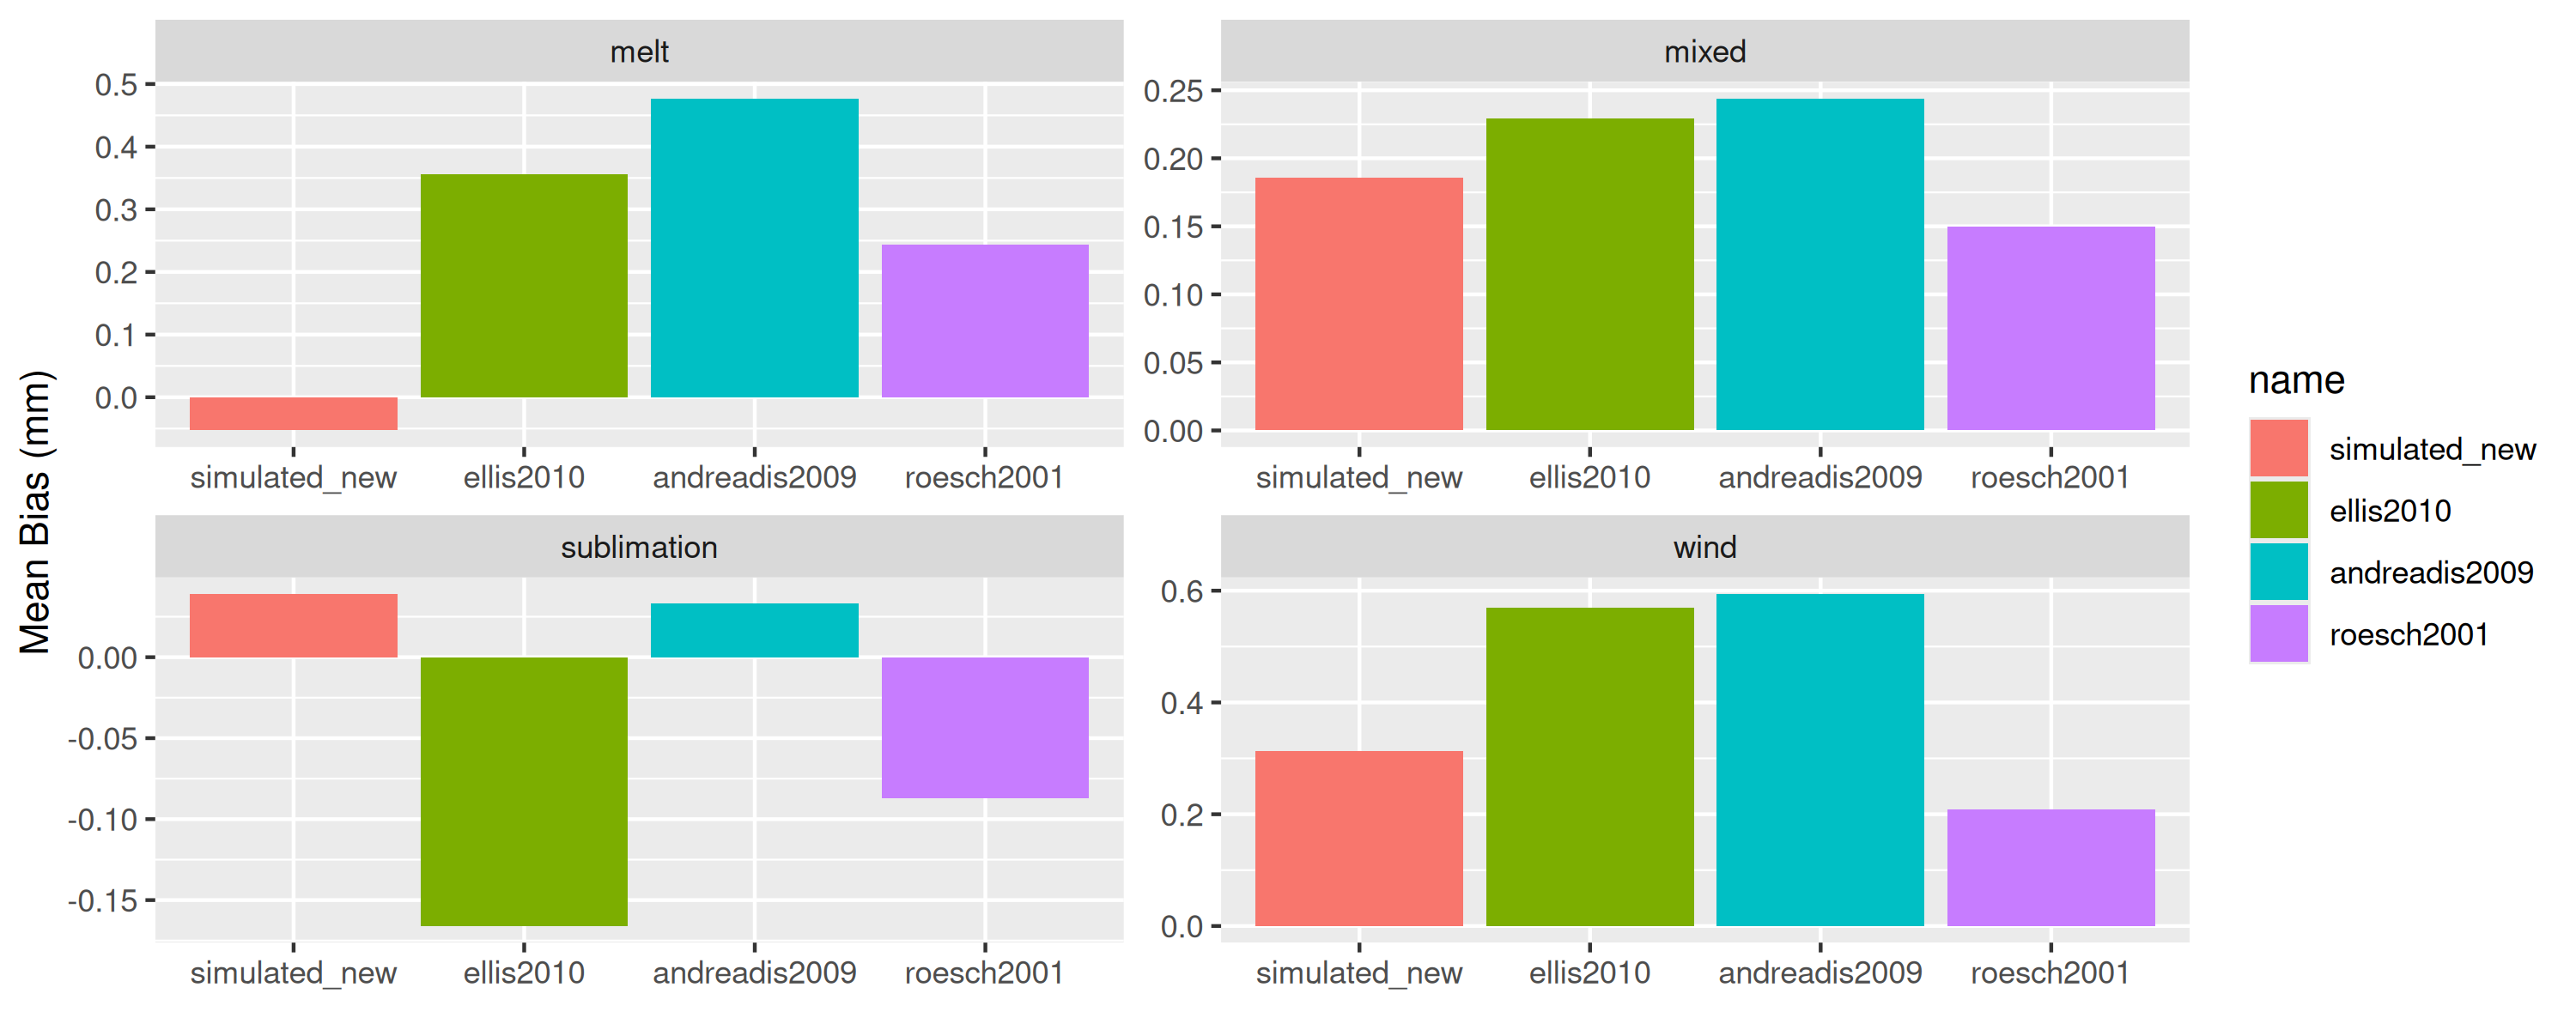 melt
0.5
0.4
0.3
0.2
0.1
0.0
simulated_new ellis2010 andreadis2009 roesch2001
mixed
0.25
0.20
0.15
0.10
0.05
0.00
simulated_new ellis2010 andreadis2009 roesch2001
sublimation
0.00
-0.05
-0.10
-0.15
simulated_new ellis2010 andreadis2009 roesch2001
wind
0.6
0.4
0.2
0.0
simulated_new ellis2010 andreadis2009 roesch2001
Mean Bias (mm)
name
simulated_new
ellis2010
andreadis2009
roesch2001